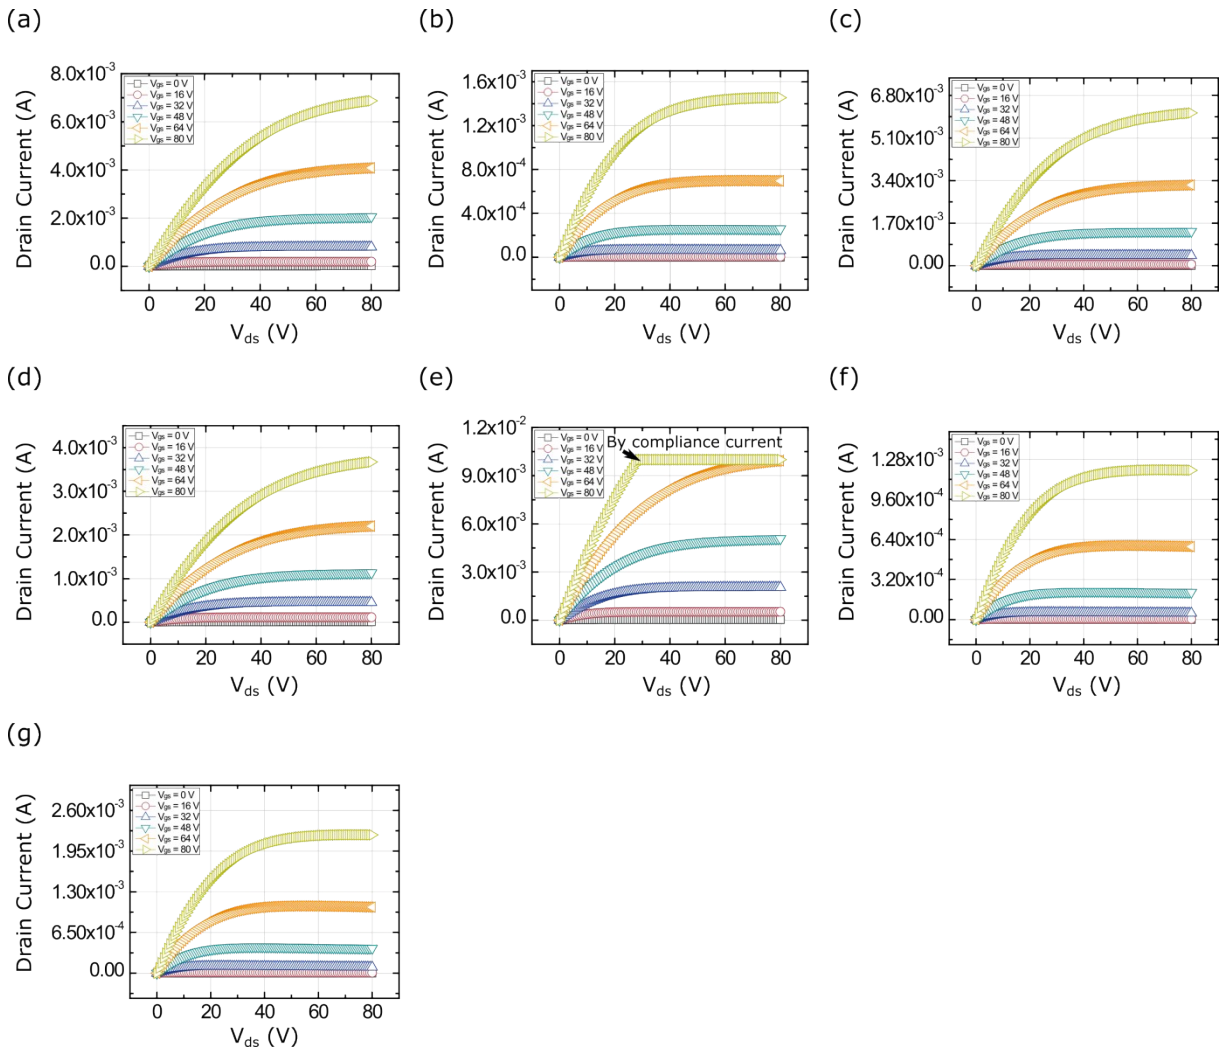 (a)
(b)
(c)
Drain Current (A)
8.0x10⁻³
6.0x10⁻³
4.0x10⁻³
2.0x10⁻³
0.0
Vgs = 0 V
Vgs = 16 V
Vgs = 32 V
Vgs = 48 V
Vgs = 64 V
Vgs = 80 V
0 20 40 60 80
Vds (V)
Drain Current (A)
1.6x10⁻³
1.2x10⁻³
8.0x10⁻⁴
4.0x10⁻⁴
0.0
Vgs = 0 V
Vgs = 16 V
Vgs = 32 V
Vgs = 48 V
Vgs = 64 V
Vgs = 80 V
0 20 40 60 80
Vds (V)
Drain Current (A)
6.80x10⁻³
5.10x10⁻³
3.40x10⁻³
1.70x10⁻³
0.00
Vgs = 0 V
Vgs = 16 V
Vgs = 32 V
Vgs = 48 V
Vgs = 64 V
Vgs = 80 V
0 20 40 60 80
Vds (V)
(d)
(e)
(f)
Drain Current (A)
4.0x10⁻³
3.0x10⁻³
2.0x10⁻³
1.0x10⁻³
0.0
Vgs = 0 V
Vgs = 16 V
Vgs = 32 V
Vgs = 48 V
Vgs = 64 V
Vgs = 80 V
0 20 40 60 80
Vds (V)
Drain Current (A)
1.2x10⁻²
9.0x10⁻³
6.0x10⁻³
3.0x10⁻³
0.0
Vgs = 0 V
Vgs = 16 V
Vgs = 32 V
Vgs = 48 V
Vgs = 64 V
Vgs = 80 V
By compliance current
0 20 40 60 80
Vds (V)
Drain Current (A)
1.28x10⁻³
9.60x10⁻⁴
6.40x10⁻⁴
3.20x10⁻⁴
0.00
Vgs = 0 V
Vgs = 16 V
Vgs = 32 V
Vgs = 48 V
Vgs = 64 V
Vgs = 80 V
0 20 40 60 80
Vds (V)
(g)
Drain Current (A)
2.60x10⁻³
1.95x10⁻³
1.30x10⁻³
6.50x10⁻⁴
0.00
Vgs = 0 V
Vgs = 16 V
Vgs = 32 V
Vgs = 48 V
Vgs = 64 V
Vgs = 80 V
0 20 40 60 80
Vds (V)